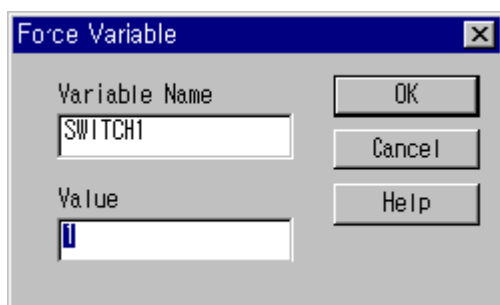 Force Variable
Variable Name
SWITCH1
Value
1
OK
Cancel
Help